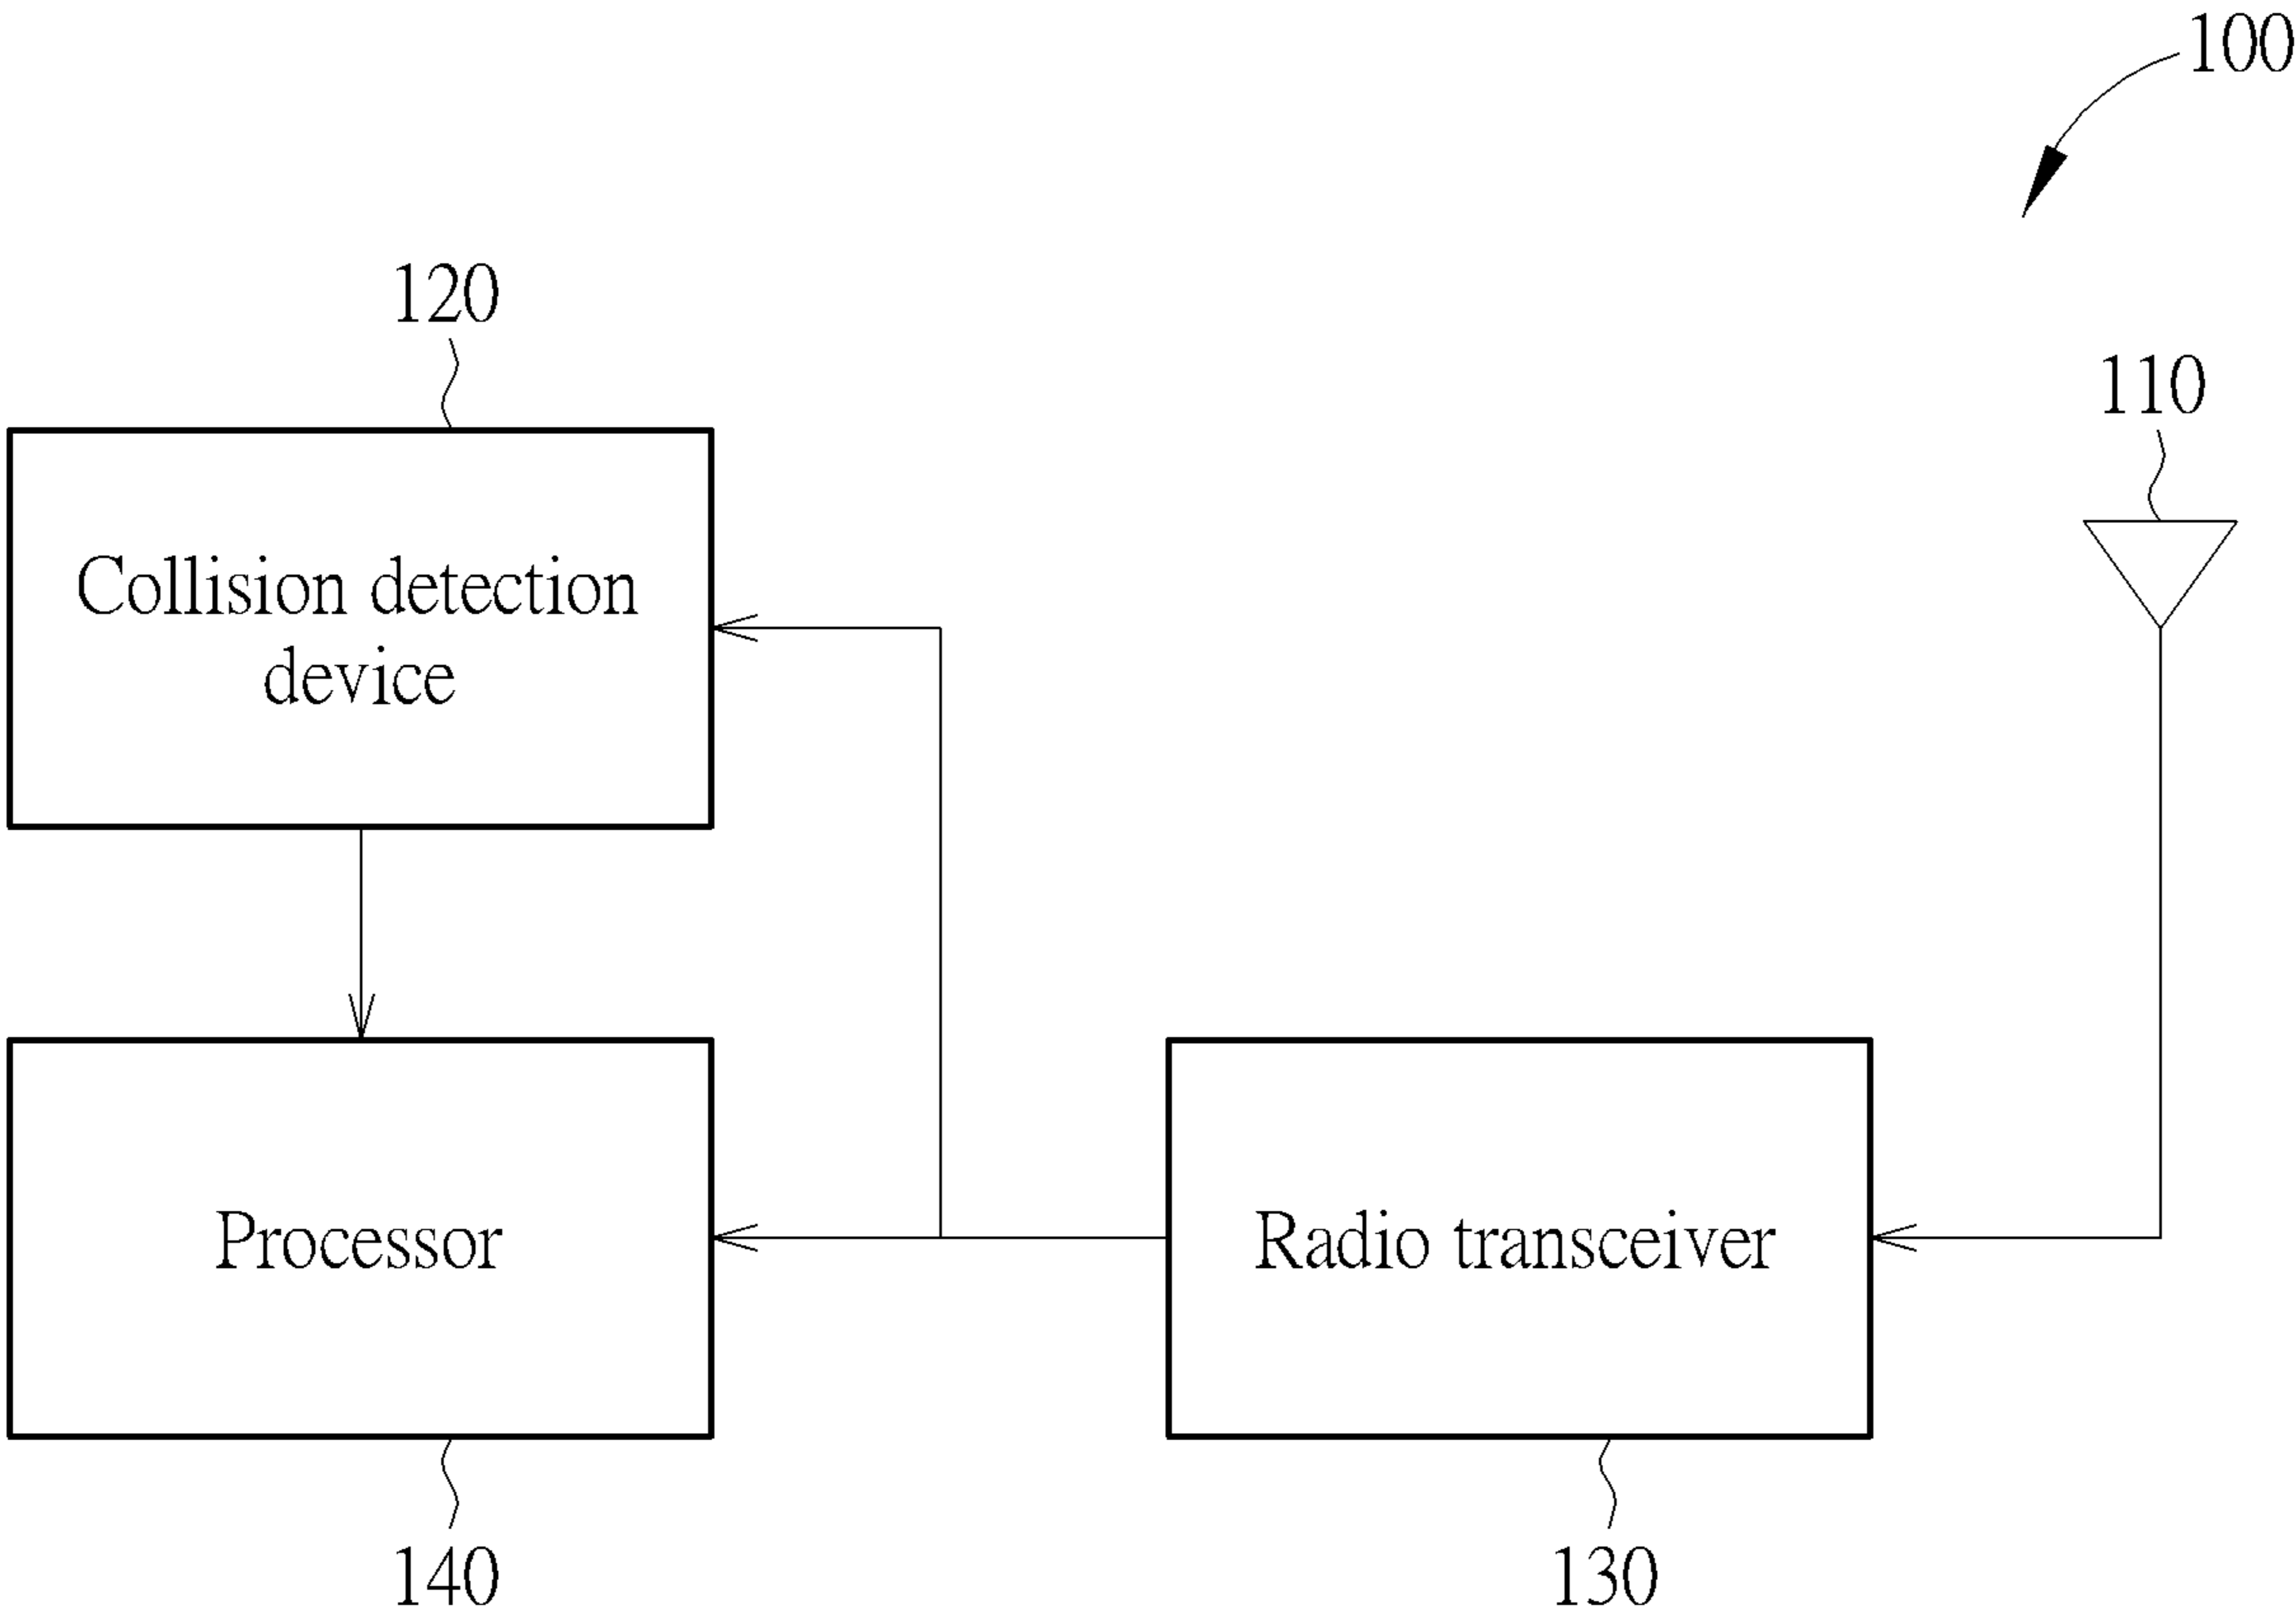 100
120
110
Collision detection
device
Processor
Radio transceiver
140
130